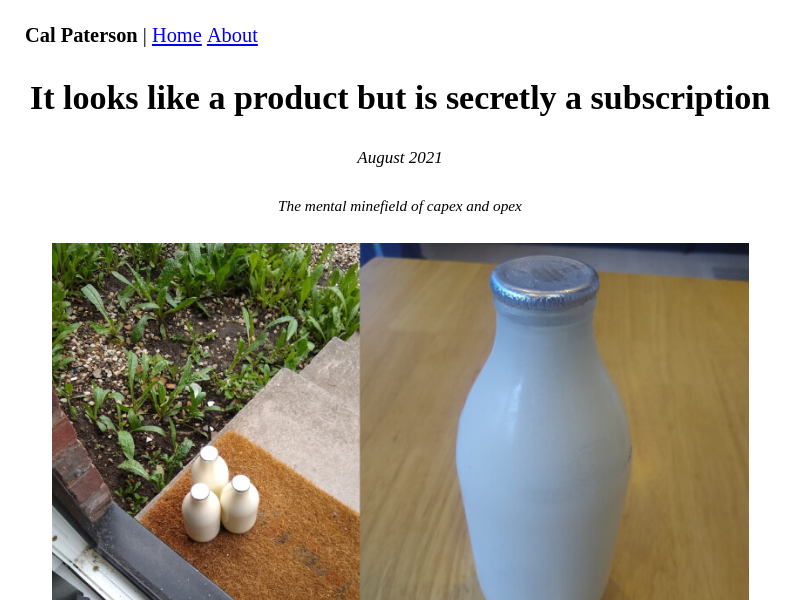 Cal Paterson | Home About
It looks like a product but is secretly a subscription
August 2021
The mental minefield of capex and opex